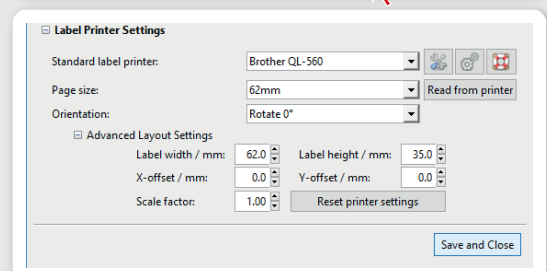 Label Printer Settings
Standard label printer: Brother QL-560
Page size: 62mm Read from printer
Orientation: Rotate 0°
Advanced Layout Settings
Label width / mm: 62.0 Label height / mm: 35.0
X-offset / mm: 0.0 Y-offset / mm: 0.0
Scale factor: 1.00 Reset printer settings
Save and Close